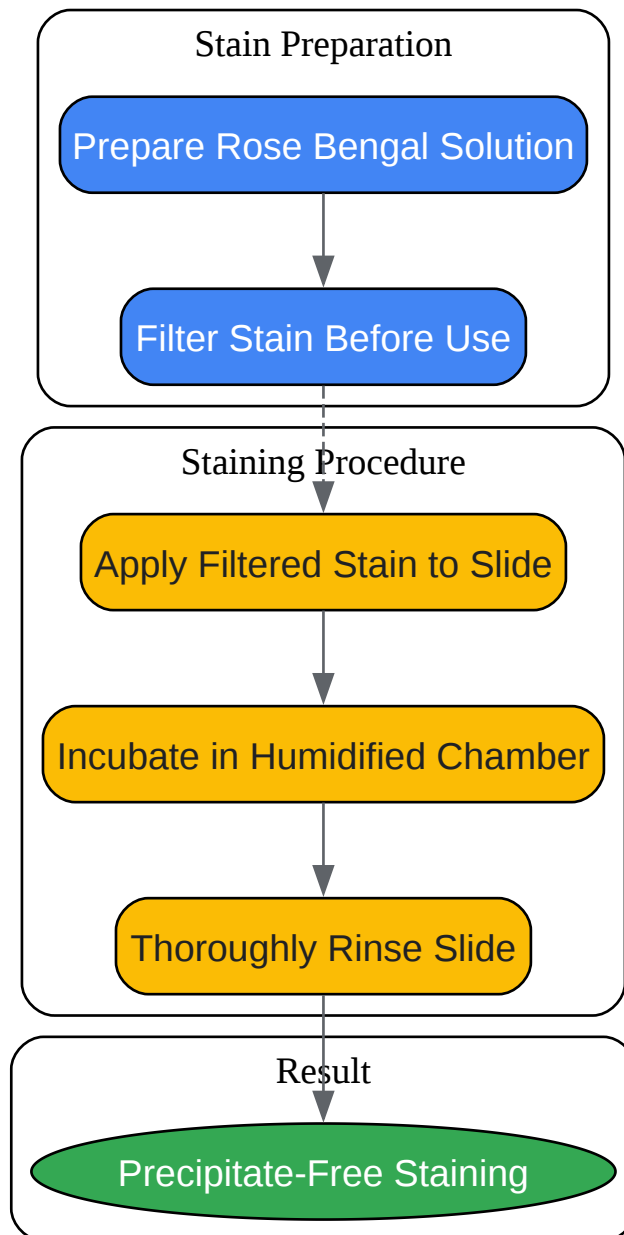 Stain Preparation
Prepare Rose Bengal Solution
Filter Stain Before Use
Staining Procedure
Apply Filtered Stain to Slide
Incubate in Humidified Chamber
Thoroughly Rinse Slide
Result
Precipitate-Free Staining